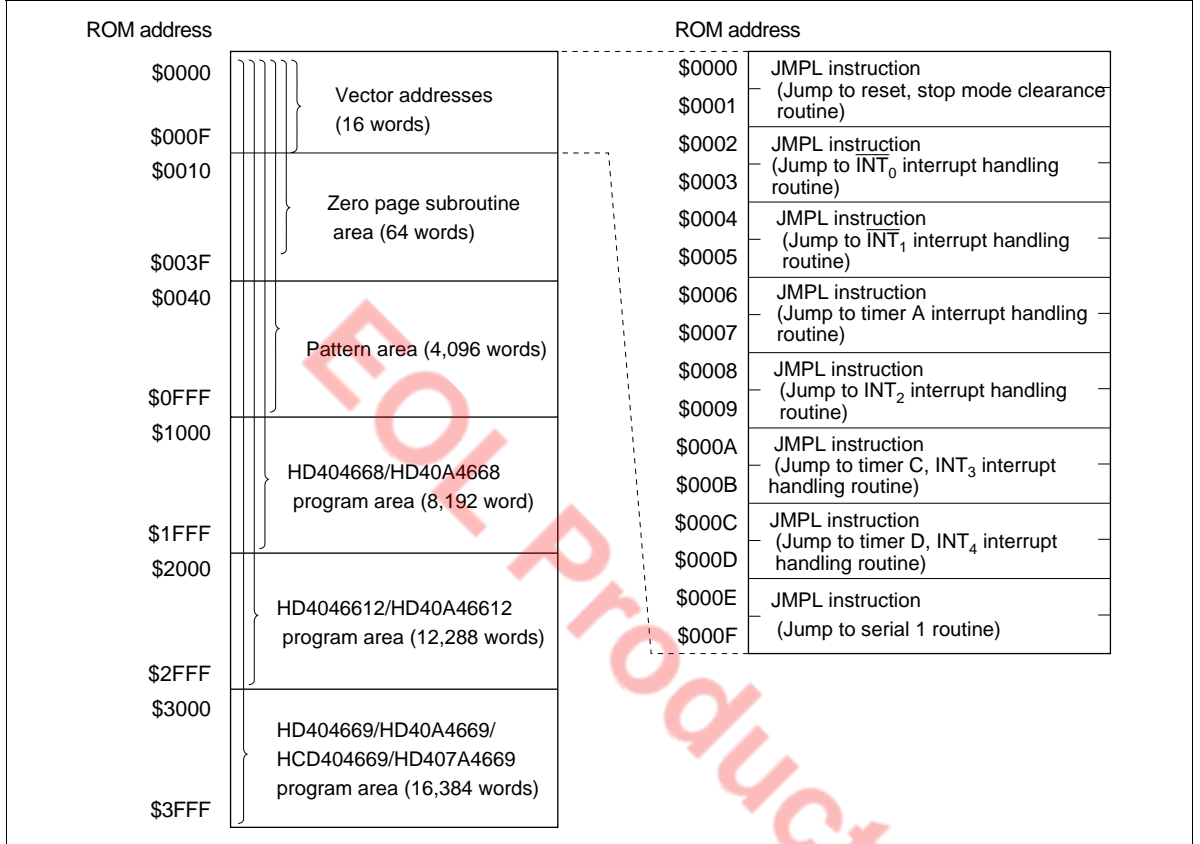 ROM address
$0000
$000F
$0010
$003F
$0040
$0FFF
$1000
$1FFF
$2000
$2FFF
$3000
$3FFF
Vector addresses
(16 words)
Zero page subroutine
area (64 words)
Pattern area (4,096 words)
HD404668/HD40A4668
program area (8,192 word)
HD4046612/HD40A46612
program area (12,288 words)
HD404669/HD40A4669/
HCD404669/HD407A4669
program area (16,384 words)
ROM address
$0000
$0001
JMPL instruction
(Jump to reset, stop mode clearance
routine)
$0002
$0003
JMPL instruction
(Jump to INT0 interrupt handling
routine)
$0004
$0005
JMPL instruction
(Jump to INT1 interrupt handling
routine)
$0006
$0007
JMPL instruction
(Jump to timer A interrupt handling
routine)
$0008
$0009
JMPL instruction
(Jump to INT2 interrupt handling
routine)
$000A
$000B
JMPL instruction
(Jump to timer C, INT3 interrupt
handling routine)
$000C
$000D
JMPL instruction
(Jump to timer D, INT4 interrupt
handling routine)
$000E
$000F
JMPL instruction
(Jump to serial 1 routine)
EOL Product